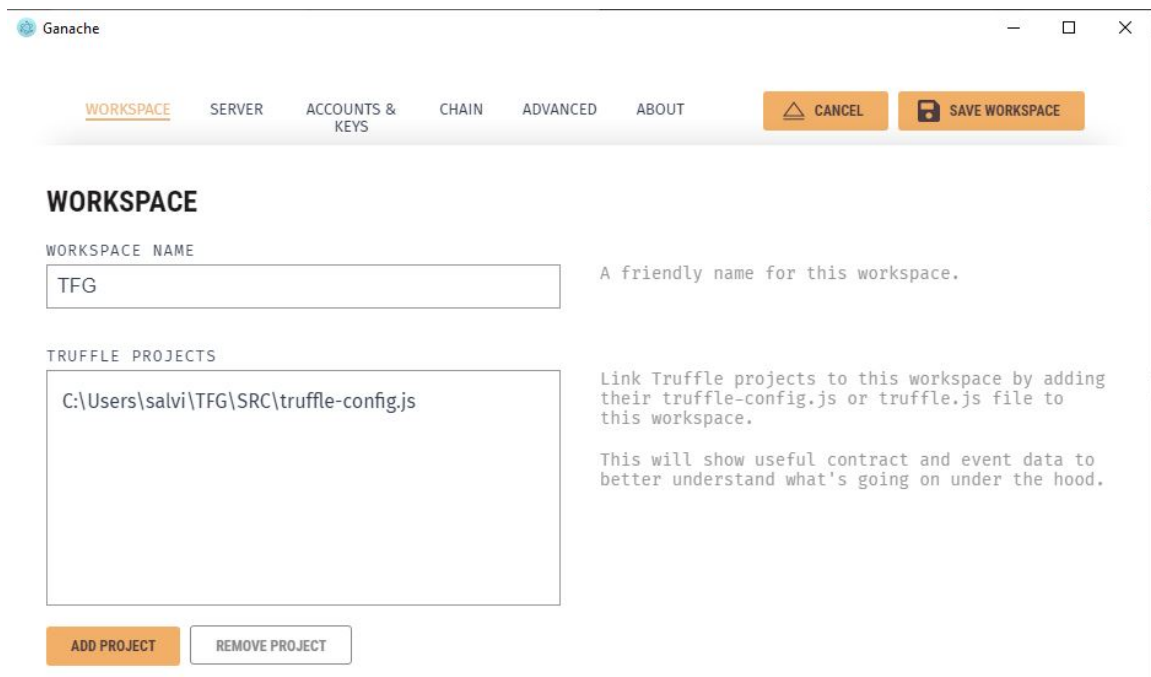 Ganache
WORKSPACE
SERVER
ACCOUNTS &
KEYS
CHAIN
ADVANCED
ABOUT
CANCEL
SAVE WORKSPACE
WORKSPACE
WORKSPACE NAME
TFG
A friendly name for this workspace.
TRUFFLE PROJECTS
C:\Users\salvi\TFG\SRC\truffle-config.js
Link Truffle projects to this workspace by adding
their truffle-config.js or truffle.js file to
this workspace.
This will show useful contract and event data to
better understand what's going on under the hood.
ADD PROJECT
REMOVE PROJECT